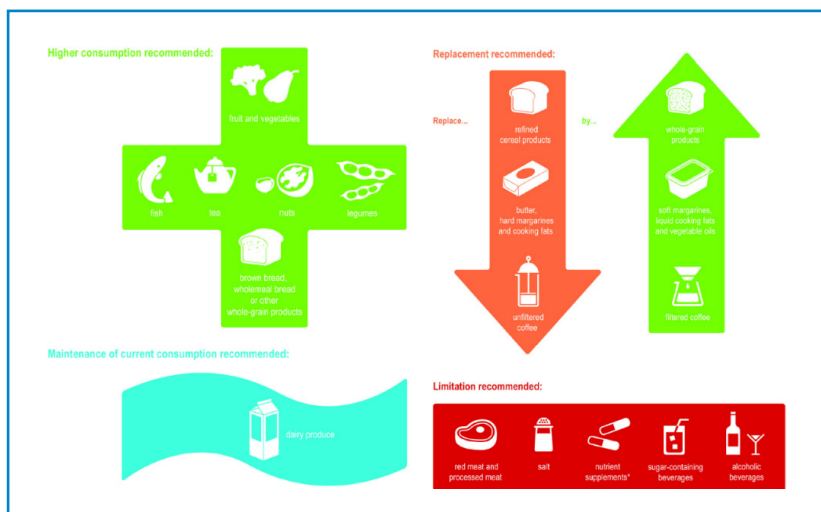 Higher consumption recommended:
fruit and vegetables
fish
tea
nuts
legumes
brown bread,
wholemeal bread
or other
whole-grain products
Maintenance of current consumption recommended:
dairy produce
Replacement recommended:
Replace...
by...
refined
cereal products
whole-grain
products
butter,
hard margarines
and cooking fats
soft margarines,
liquid cooking fats
and vegetable oils
unfiltered
coffee
filtered coffee
Limitation recommended:
red meat and
processed meat
salt
nutrient
supplements*
sugar-containing
beverages
alcoholic
beverages